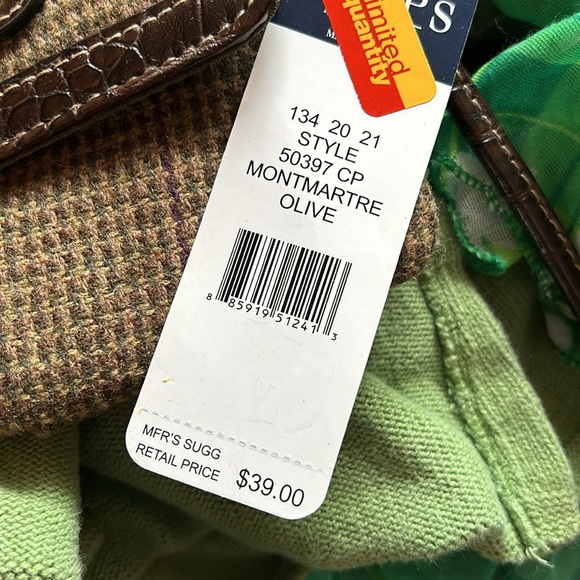 limited
quantity
134 20 21
STYLE
50397 CP
MONTMARTRE
OLIVE
8 85919 51241 3
MFR'S SUGG
RETAIL PRICE $39.00